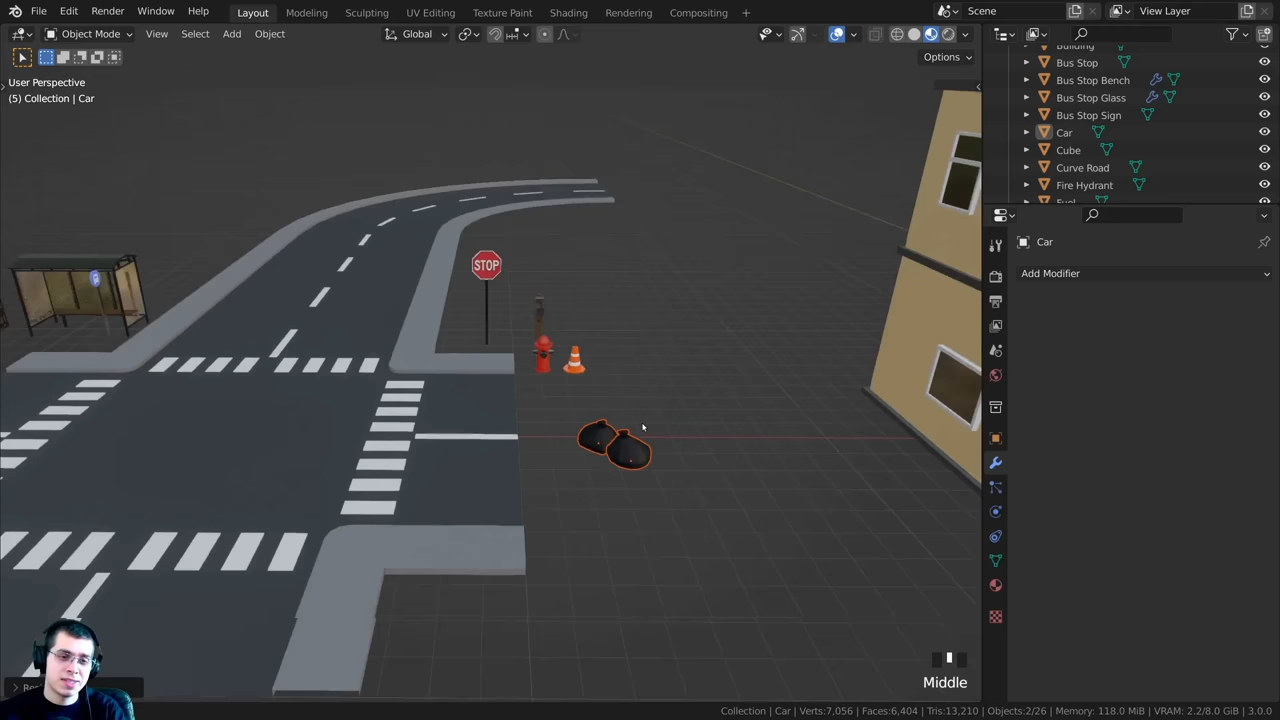 File Edit Render Window Help Layout Modeling Sculpting UV Editing Texture Paint Shading Rendering Compositing + Scene View Layer
Object Mode View Select Add Object Global
Options
User Perspective
(5) Collection | Car
Building
Bus Stop
Bus Stop Bench
Bus Stop Glass
Bus Stop Sign
Car
Cube
Curve Road
Fire Hydrant
Fuel
Car
Add Modifier
STOP
Middle
Collection | Car Verts:7,056 Faces:6,404 Tris:13,210 Objects:2/26 Memory: 118.0 MiB VRAM: 2.2/8.0 GiB 3.0.0